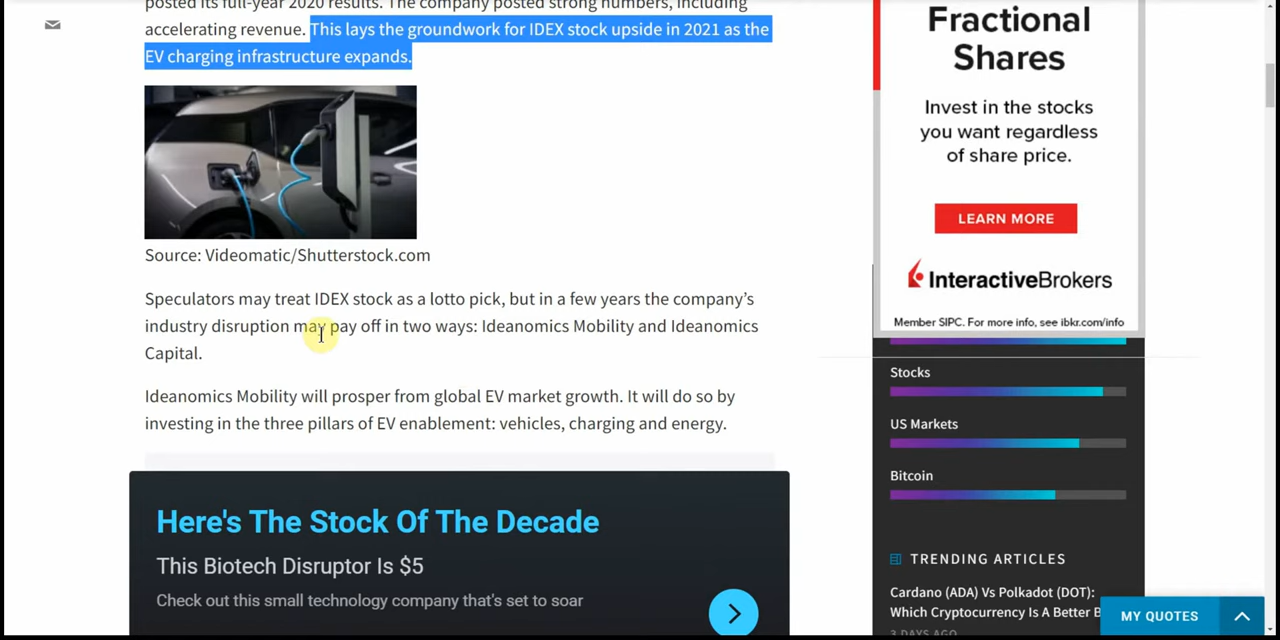 posted its full-year 2020 results. The company posted strong numbers, including
accelerating revenue. This lays the groundwork for IDEX stock upside in 2021 as the
EV charging infrastructure expands.
Source: Videomatic/Shutterstock.com
Speculators may treat IDEX stock as a lotto pick, but in a few years the company’s
industry disruption may pay off in two ways: Ideanomics Mobility and Ideanomics
Capital.
Ideanomics Mobility will prosper from global EV market growth. It will do so by
investing in the three pillars of EV enablement: vehicles, charging and energy.
Here's The Stock Of The Decade
This Biotech Disruptor Is $5
Check out this small technology company that's set to soar
Fractional
Shares
Invest in the stocks
you want regardless
of share price.
LEARN MORE
InteractiveBrokers
Member SIPC. For more info, see ibkr.com/info
Stocks
US Markets
Bitcoin
TRENDING ARTICLES
Cardano (ADA) Vs Polkadot (DOT):
Which Cryptocurrency Is A Better B
3 DAYS AGO
MY QUOTES